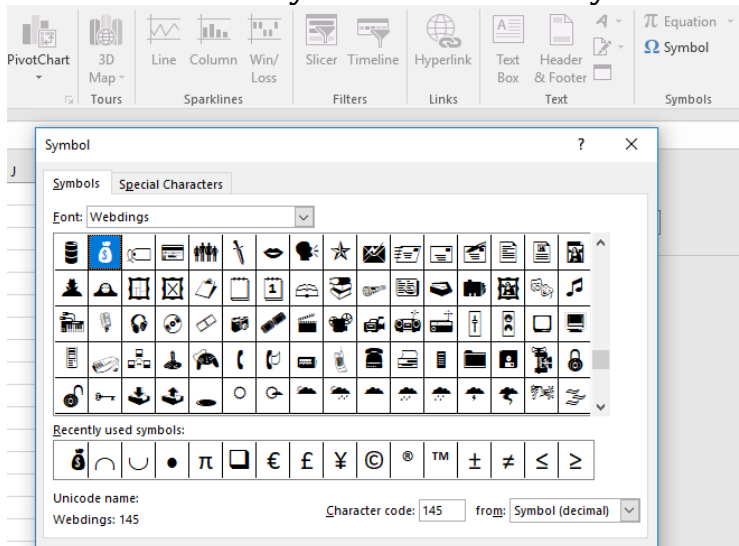 PivotChart 3D Map Line Column Win/ Loss Slicer Timeline Hyperlink Text Box Header & Footer Equation
Ω Symbol
Tours Sparklines Filters Links Text Symbols
Symbol ? ×
J
Symbols Special Characters
Font: Webdings
Recently used symbols:
π € £ ¥ © ® ™ ± ≠ ≤ ≥
Unicode name:
Webdings: 145
Character code: 145 from: Symbol (decimal)